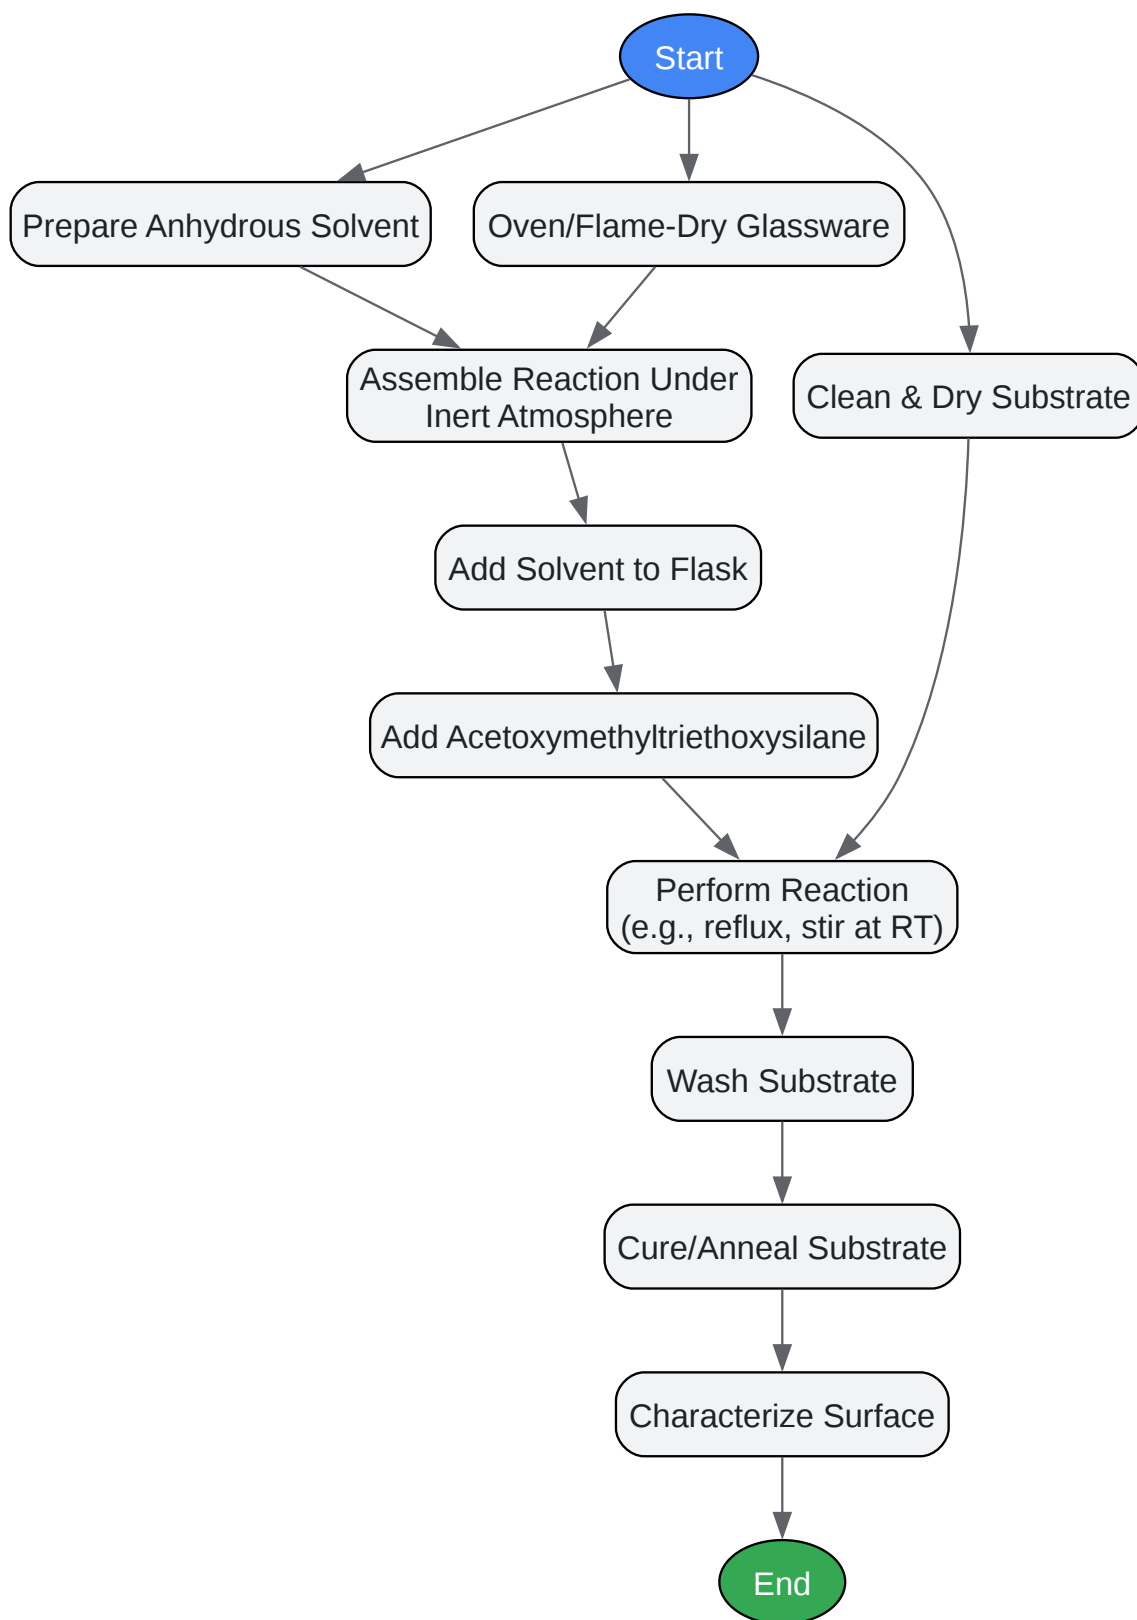 Start
Prepare Anhydrous Solvent
Oven/Flame-Dry Glassware
Assemble Reaction Under
Inert Atmosphere
Clean & Dry Substrate
Add Solvent to Flask
Add Acetoxymethyltriethoxysilane
Perform Reaction
(e.g., reflux, stir at RT)
Wash Substrate
Cure/Anneal Substrate
Characterize Surface
End